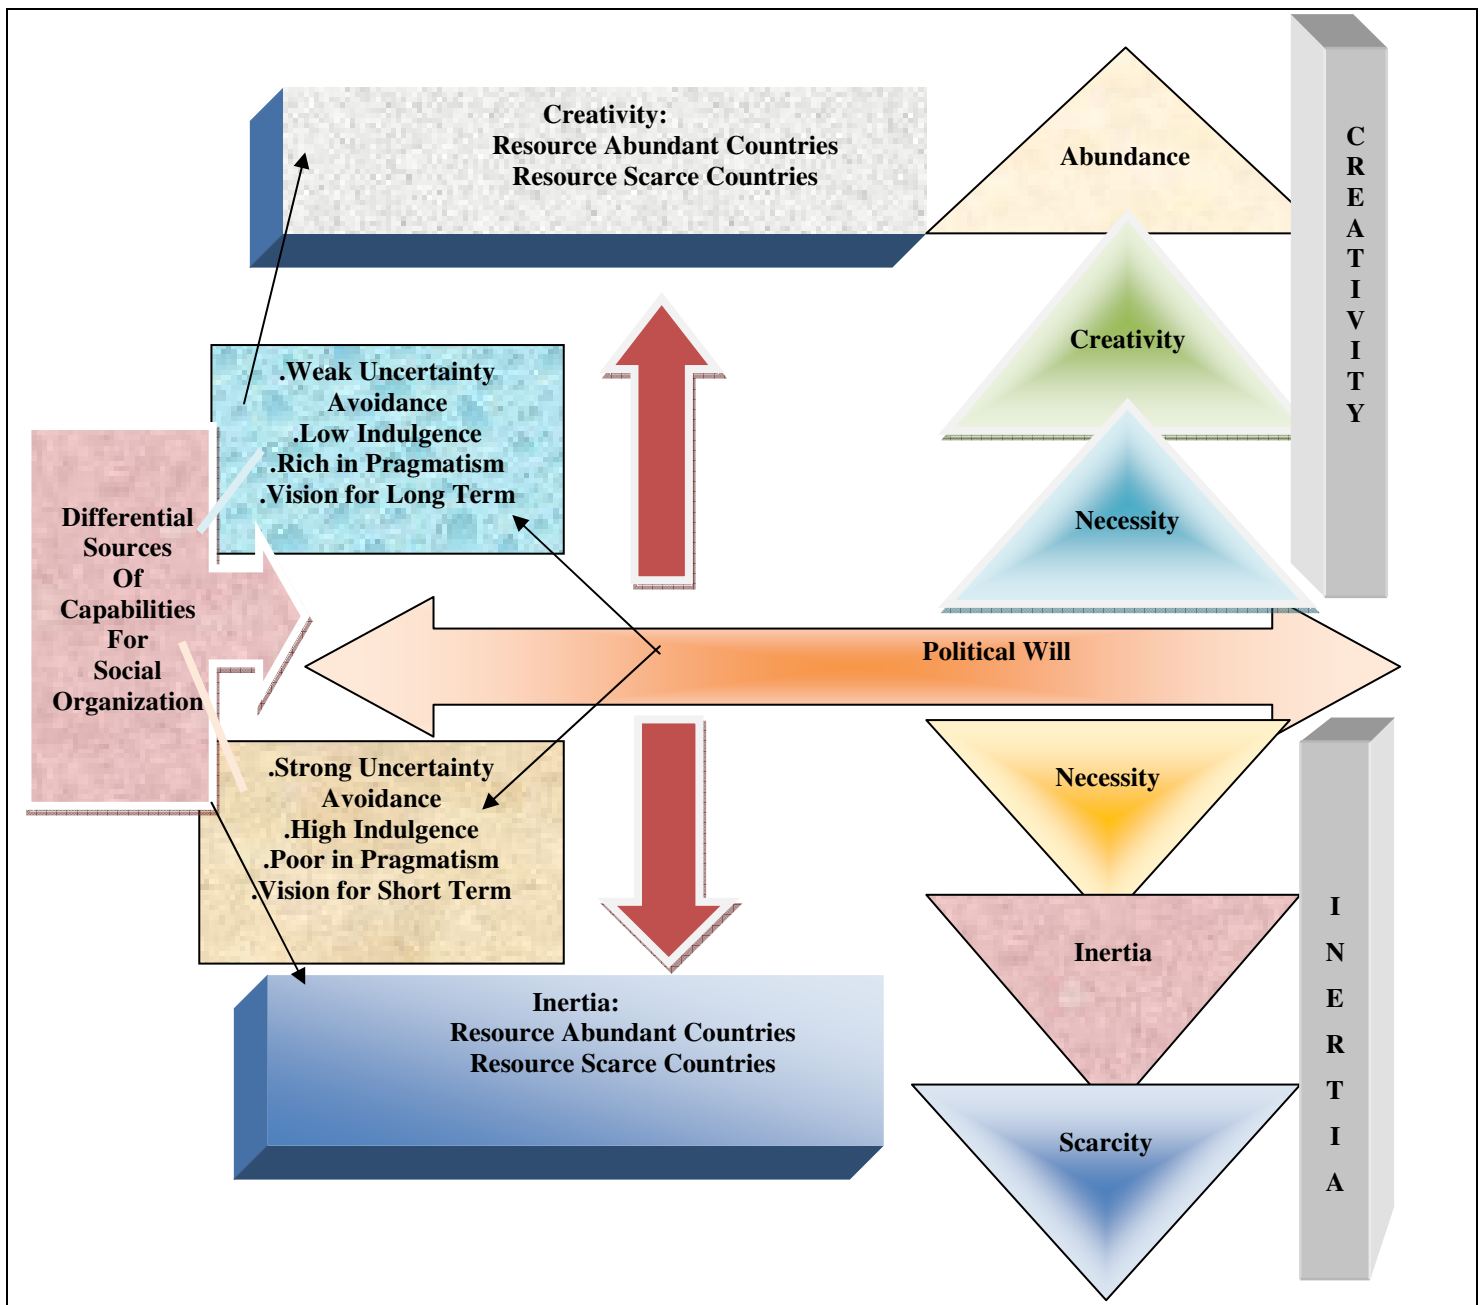 Creativity:
Resource Abundant Countries
Resource Scarce Countries
Abundance
CREATIVITY
Creativity
.Weak Uncertainty
Avoidance
.Low Indulgence
.Rich in Pragmatism
.Vision for Long Term
Necessity
Differential
Sources
Of
Capabilities
For
Social
Organization
Political Will
.Strong Uncertainty
Avoidance
.High Indulgence
.Poor in Pragmatism
.Vision for Short Term
Necessity
Inertia
INERTIA
Inertia:
Resource Abundant Countries
Resource Scarce Countries
Scarcity